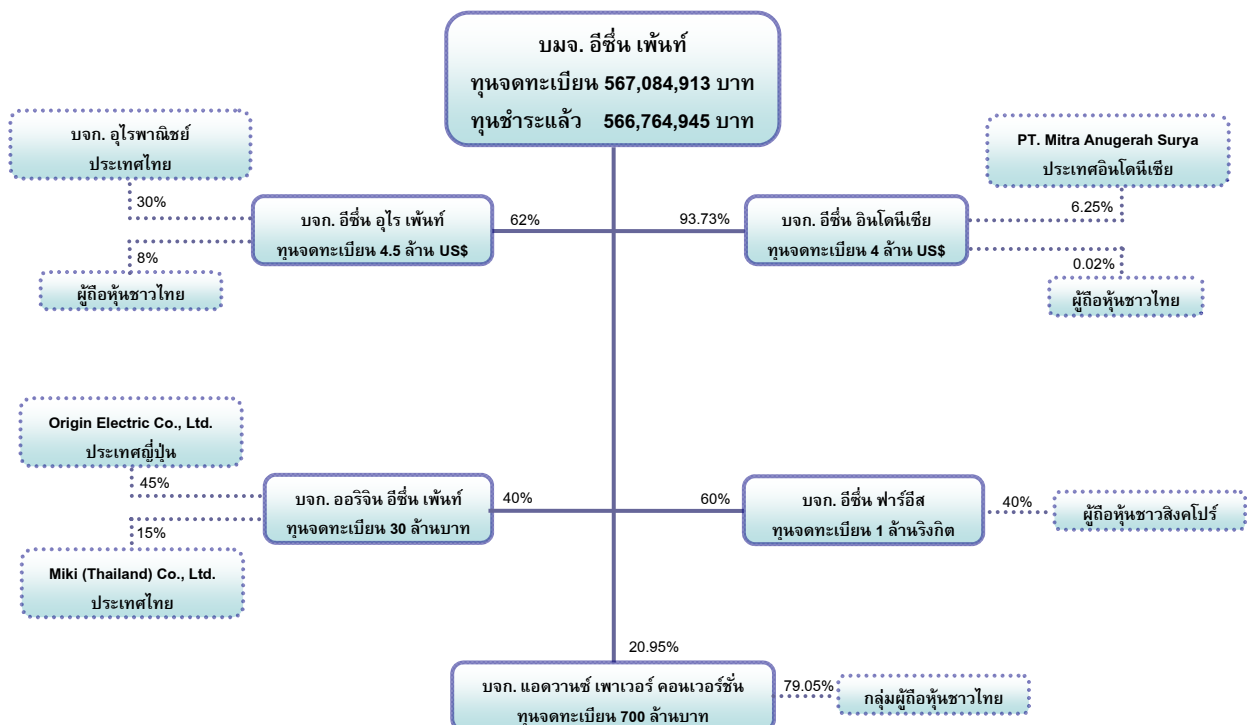 บมจ. อีซึ่น เพ้นท์
ทุนจดทะเบียน 567,084,913 บาท
ทุนชำระแล้ว 566,764,945 บาท
บจก. อุไรพาณิชย์
ประเทศไทย
30%
PT. Mitra Anugerah Surya
ประเทศอินโดนีเซีย
6.25%
บจก. อีซึ่น อุไร เพ้นท์
ทุนจดทะเบียน 4.5 ล้าน US$
62%
93.73%
บจก. อีซึ่น อินโดนีเซีย
ทุนจดทะเบียน 4 ล้าน US$
8%
ผู้ถือหุ้นชาวไทย
0.02%
ผู้ถือหุ้นชาวไทย
Origin Electric Co., Ltd.
ประเทศญี่ปุ่น
45%
บจก. ออริจิน อีซึ่น เพ้นท์
ทุนจดทะเบียน 30 ล้านบาท
40%
60%
บจก. อีซึ่น ฟาร์อีส
ทุนจดทะเบียน 1 ล้านริงกิต
40%
ผู้ถือหุ้นชาวสิงคโปร์
15%
Miki (Thailand) Co., Ltd.
ประเทศไทย
20.95%
บจก. แอดวานซ์ เพาเวอร์ คอนเวอร์ชั่น
ทุนจดทะเบียน 700 ล้านบาท
79.05%
กลุ่มผู้ถือหุ้นชาวไทย